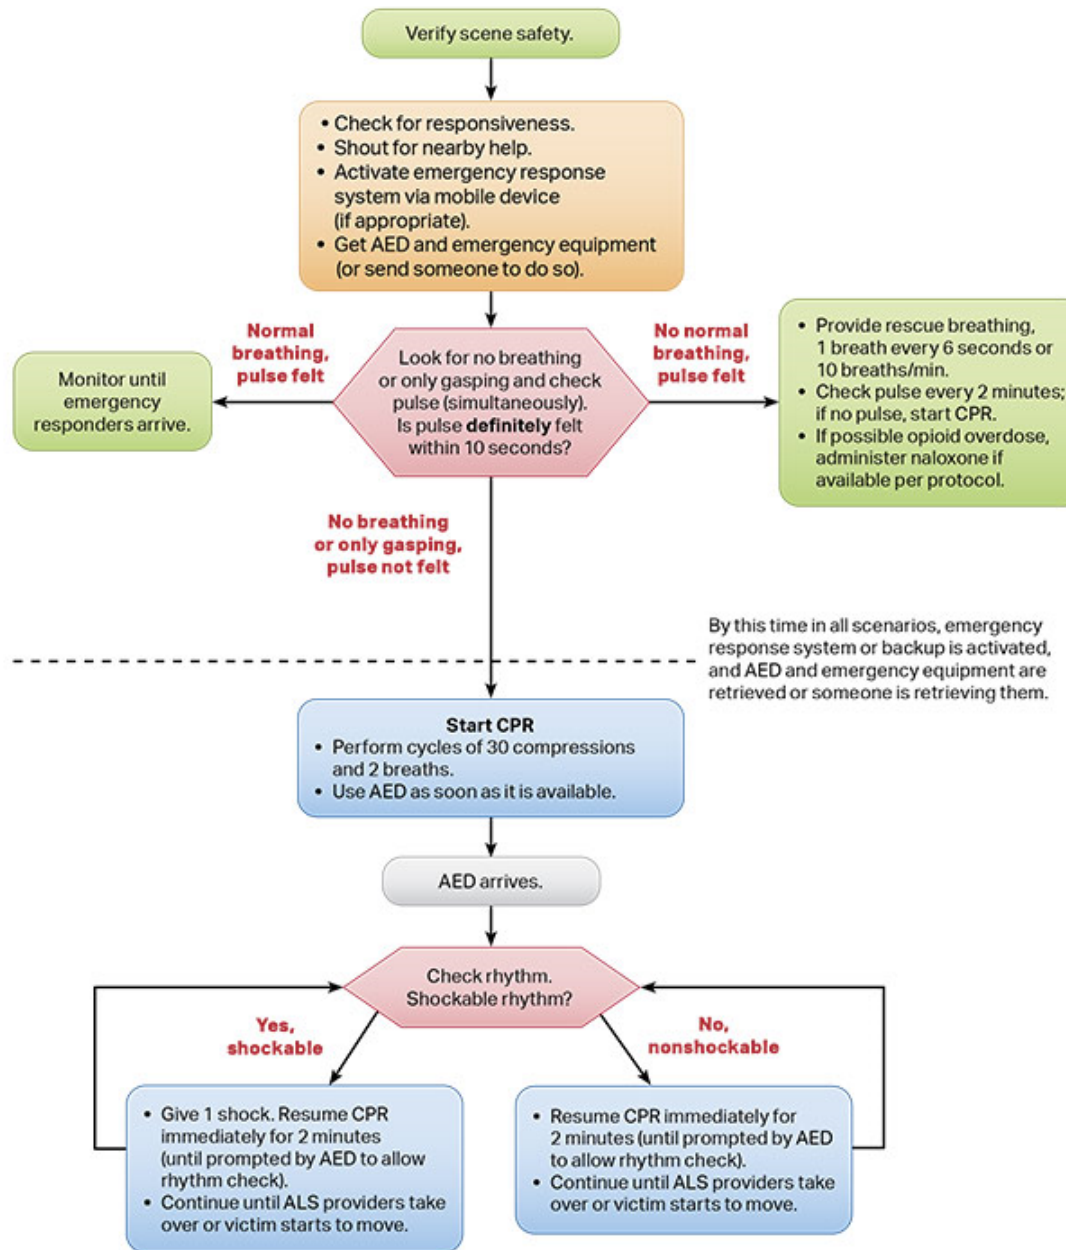 Verify scene safety.
• Check for responsiveness.
• Shout for nearby help.
• Activate emergency response
system via mobile device
(if appropriate).
• Get AED and emergency equipment
(or send someone to do so).
Normal
breathing,
pulse felt
Look for no breathing
or only gasping and check
pulse (simultaneously).
Is pulse definitely felt
within 10 seconds?
No normal
breathing,
pulse felt
Monitor until
emergency
responders arrive.
• Provide rescue breathing,
1 breath every 6 seconds or
10 breaths/min.
• Check pulse every 2 minutes;
if no pulse, start CPR.
• If possible opioid overdose,
administer naloxone if
available per protocol.
No breathing
or only gasping,
pulse not felt
By this time in all scenarios, emergency
response system or backup is activated,
and AED and emergency equipment are
retrieved or someone is retrieving them.
Start CPR
• Perform cycles of 30 compressions
and 2 breaths.
• Use AED as soon as it is available.
AED arrives.
Check rhythm.
Shockable rhythm?
Yes,
shockable
No,
nonshockable
• Give 1 shock. Resume CPR
immediately for 2 minutes
(until prompted by AED to allow
rhythm check).
• Continue until ALS providers take
over or victim starts to move.
• Resume CPR immediately for
2 minutes (until prompted by AED
to allow rhythm check).
• Continue until ALS providers take
over or victim starts to move.